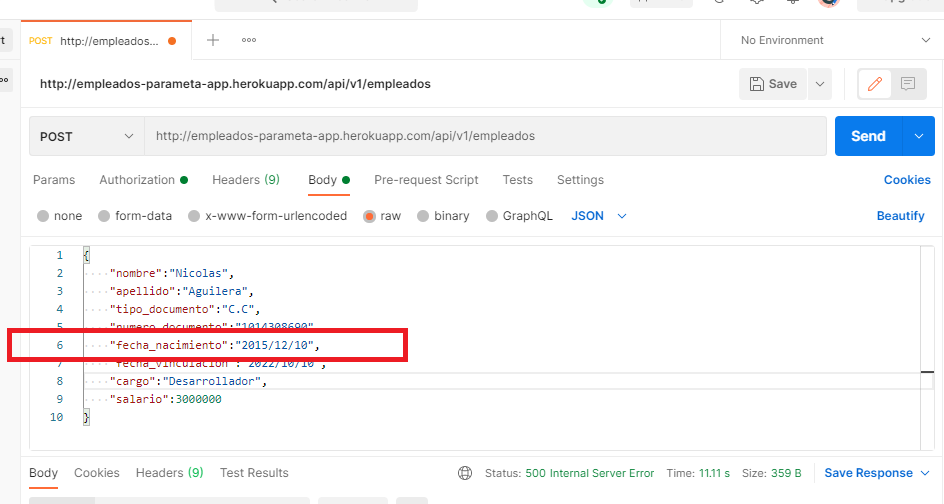 POST http://empleados... No Environment
http://empleados-parameta-app.herokuapp.com/api/v1/empleados Save
POST http://empleados-parameta-app.herokuapp.com/api/v1/empleados Send
Params Authorization Headers (9) Body Pre-request Script Tests Settings Cookies
none form-data x-www-form-urlencoded raw binary GraphQL JSON Beautify
1 {
2 "nombre":"Nicolas",
3 "apellido":"Aguilera",
4 "tipo_documento":"C.C",
5 "numero_documento":"1014308690",
6 "fecha_nacimiento":"2015/12/10",
7 "fecha_vinculacion":"2022/10/10",
8 "cargo":"Desarrollador",
9 "salario":3000000
10 }
Body Cookies Headers (9) Test Results Status: 500 Internal Server Error Time: 11.11 s Size: 359 B Save Response